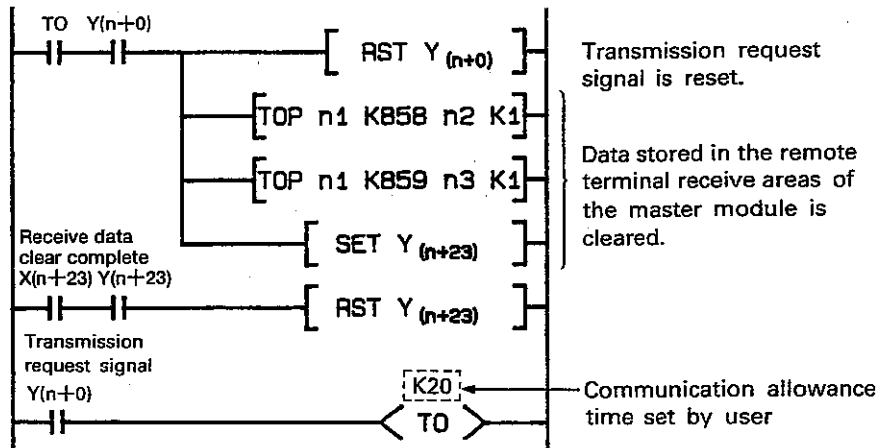 TO Y(n+0)
RST Y (n+0)
Transmission request
signal is reset.
TOP n1 K858 n2 K1
TOP n1 K859 n3 K1
Data stored in the remote
terminal receive areas of
the master module is
cleared.
SET Y (n+23)
Receive data
clear complete
X(n+23) Y(n+23)
RST Y (n+23)
Transmission
request signal
Y(n+0)
K20
TO
Communication allowance
time set by user